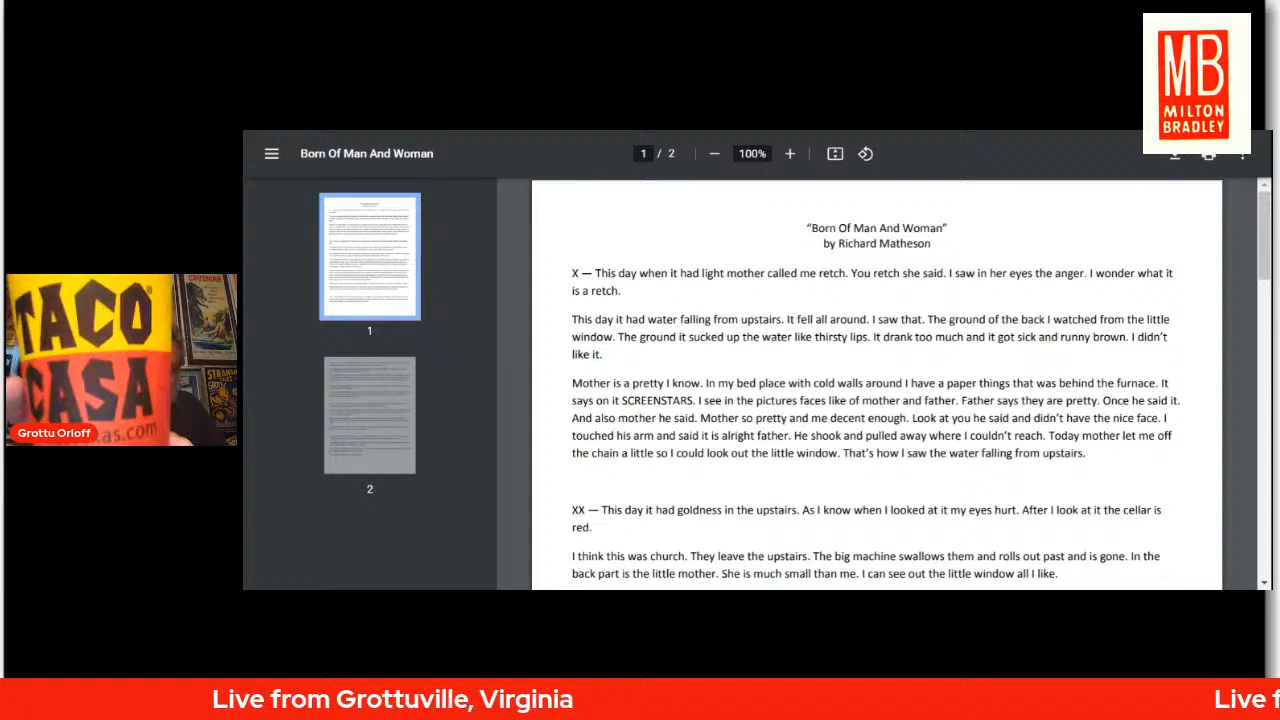 MB
MILTON
BRADLEY
Born Of Man And Woman
1 / 2
100%
“Born Of Man And Woman”
by Richard Matheson
X — This day when it had light mother called me retch. You retch she said. I saw in her eyes the anger. I wonder what it
is a retch.
This day it had water falling from upstairs. It fell all around. I saw that. The ground of the back I watched from the little
window. The ground it sucked up the water like thirsty lips. It drank too much and it got sick and runny brown. I didn’t
like it.
Mother is a pretty I know. In my bed place with cold walls around I have a paper things that was behind the furnace. It
says on it SCREENSTARS. I see in the pictures faces like of mother and father. Father says they are pretty. Once he said it.
And also mother he said. Mother so pretty and me decent enough. Look at you he said and didn’t have the nice face. I
touched his arm and said it is alright father. He shook and pulled away where I couldn’t reach. Today mother let me off
the chain a little so I could look out the little window. That’s how I saw the water falling from upstairs.
XX — This day it had goldness in the upstairs. As I know when I looked at it my eyes hurt. After I look at it the cellar is
red.
I think this was church. They leave the upstairs. The big machine swallows them and rolls out past and is gone. In the
back part is the little mother. She is much small than me. I can see out the little window all I like.
1
2
CAVEMAN
STRANGE
TALES
TACO
CASA
as.com
Grottu Orloff
Live from Grottuville, Virginia
Live f